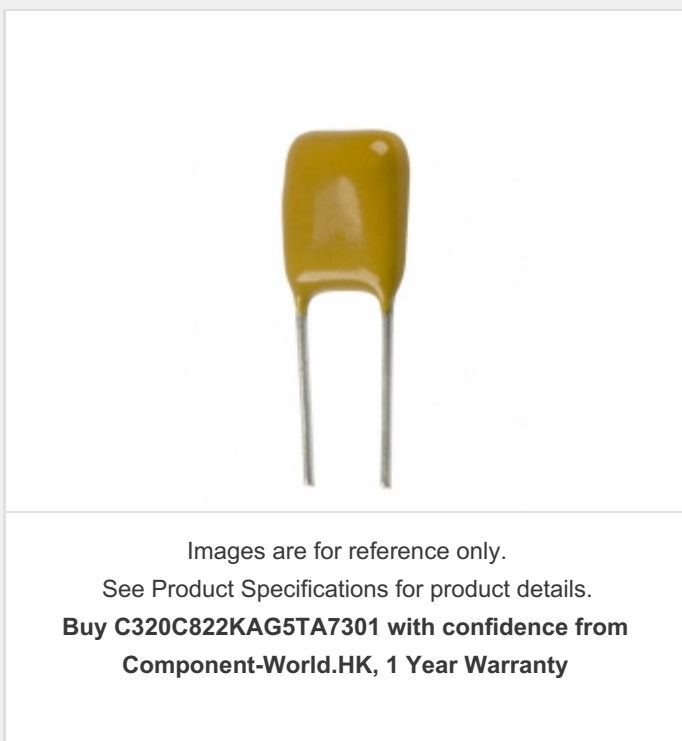 Images are for reference only.
See Product Specifications for product details.
Buy C320C822KAG5TA7301 with confidence from
Component-World.HK, 1 Year Warranty